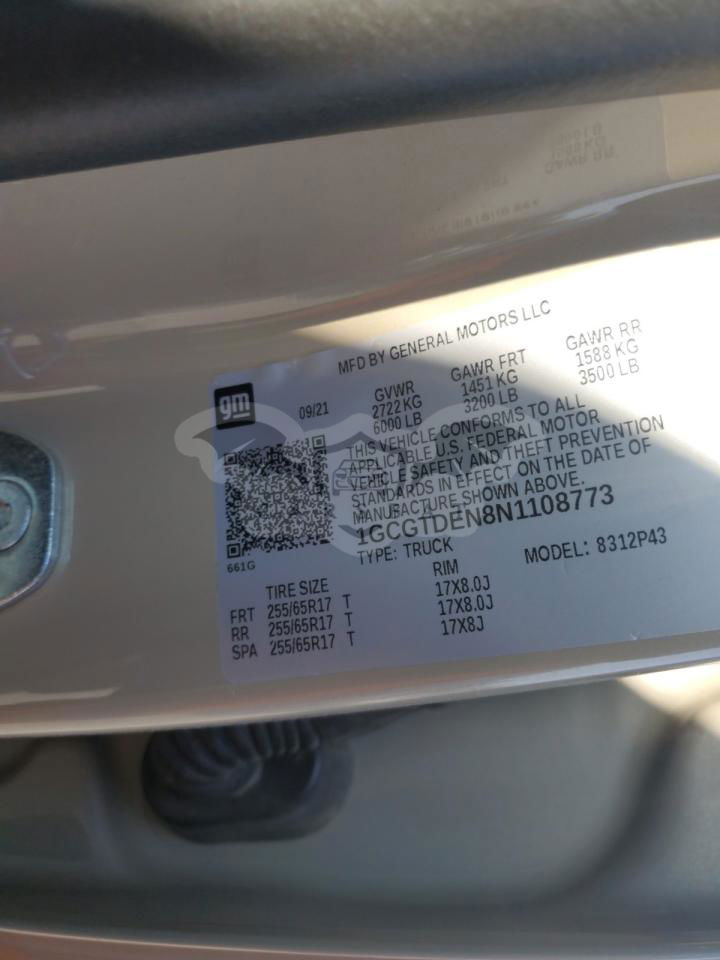 MFD BY GENERAL MOTORS LLC
gm
09/21
GVWR GAWR FRT GAWR RR
2722 KG 1451 KG 1588 KG
6000 LB 3200 LB 3500 LB
THIS VEHICLE CONFORMS TO ALL
APPLICABLE U.S. FEDERAL MOTOR
VEHICLE SAFETY AND THEFT PREVENTION
STANDARDS IN EFFECT ON THE DATE OF
MANUFACTURE SHOWN ABOVE.
1GCGTDEN8N1108773
661G
TYPE: TRUCK MODEL: 8312P43
TIRE SIZE RIM
FRT 255/65R17 T 17X8.0J
RR 255/65R17 T 17X8.0J
SPA 255/65R17 T 17X8J